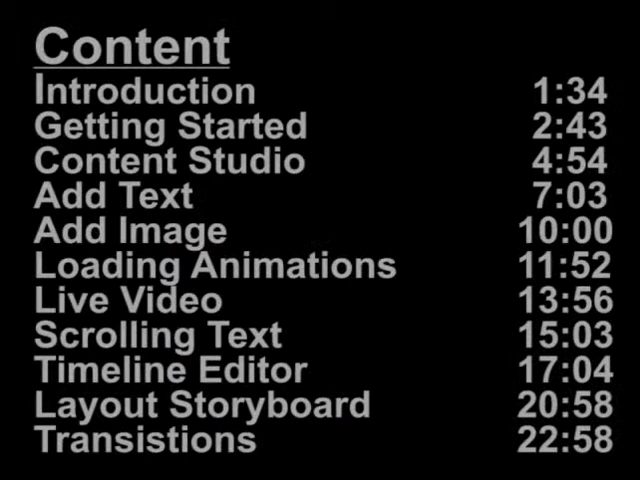 Content
Introduction 1:34
Getting Started 2:43
Content Studio 4:54
Add Text 7:03
Add Image 10:00
Loading Animations 11:52
Live Video 13:56
Scrolling Text 15:03
Timeline Editor 17:04
Layout Storyboard 20:58
Transistions 22:58